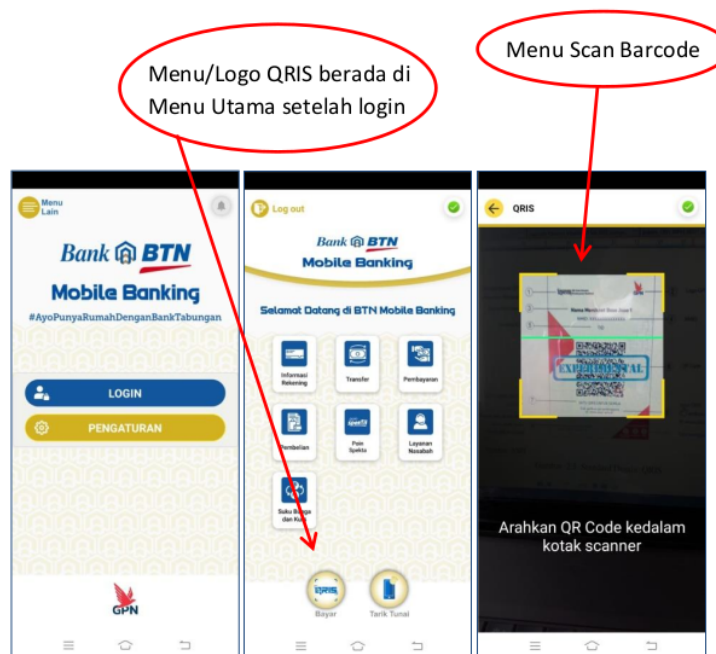 Menu/Logo QRIS berada di
Menu Utama setelah login
Menu Scan Barcode
Menu
Lain
Bank BTN
Mobile Banking
#AyoPunyaRumahDenganBankTabungan
LOGIN
PENGATURAN
GPN
Log out
Bank BTN
Mobile Banking
Selamat Datang di BTN Mobile Banking
Informasi
Rekening
Transfer
Pembayaran
Pembelian
Poin
Spekta
Layanan
Nasabah
Suku Bunga
dan Kurs
QRIS
Bayar
Tarik Tunai
QRIS
GPN
EXPERIMENTAL
Arahkan QR Code kedalam
kotak scanner